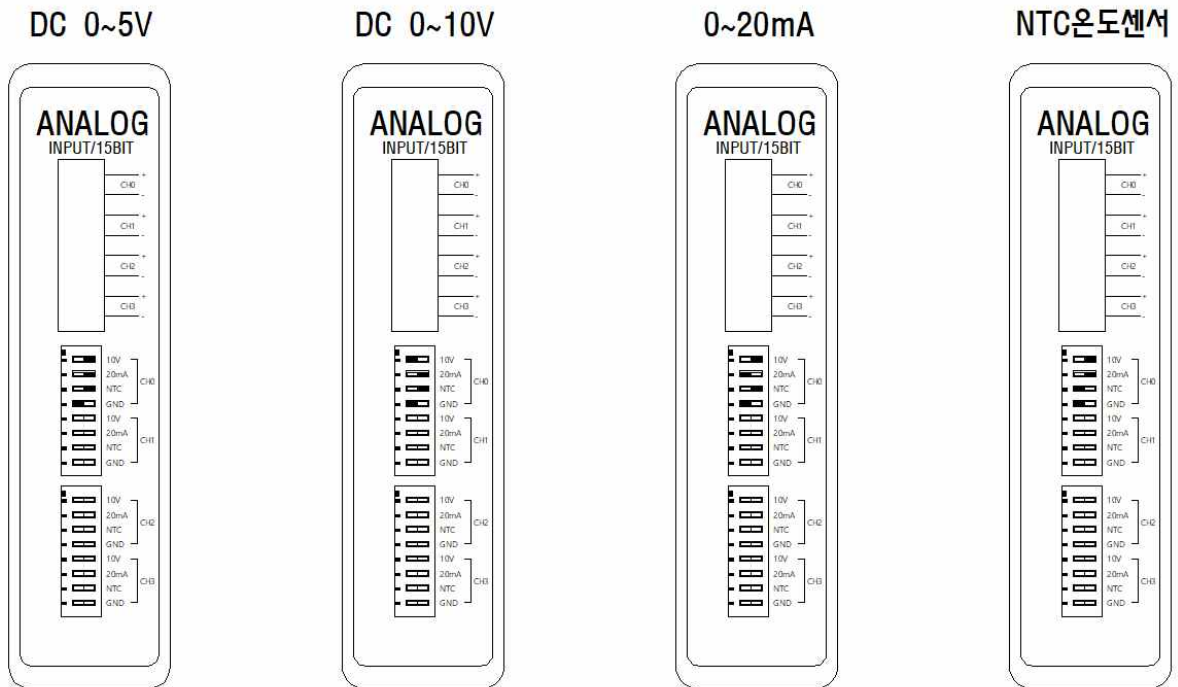 DC 0~5V
ANALOG
INPUT/15BIT
+
CH0
-
+
CH1
-
+
CH2
-
+
CH3
-
10V
20mA
NTC
GND
CH0
10V
20mA
NTC
GND
CH1
10V
20mA
NTC
GND
CH2
10V
20mA
NTC
GND
CH3
DC 0~10V
ANALOG
INPUT/15BIT
+
CH0
-
+
CH1
-
+
CH2
-
+
CH3
-
10V
20mA
NTC
GND
CH0
10V
20mA
NTC
GND
CH1
10V
20mA
NTC
GND
CH2
10V
20mA
NTC
GND
CH3
0~20mA
ANALOG
INPUT/15BIT
+
CH0
-
+
CH1
-
+
CH2
-
+
CH3
-
10V
20mA
NTC
GND
CH0
10V
20mA
NTC
GND
CH1
10V
20mA
NTC
GND
CH2
10V
20mA
NTC
GND
CH3
NTC온도센서
ANALOG
INPUT/15BIT
+
CH0
-
+
CH1
-
+
CH2
-
+
CH3
-
10V
20mA
NTC
GND
CH0
10V
20mA
NTC
GND
CH1
10V
20mA
NTC
GND
CH2
10V
20mA
NTC
GND
CH3